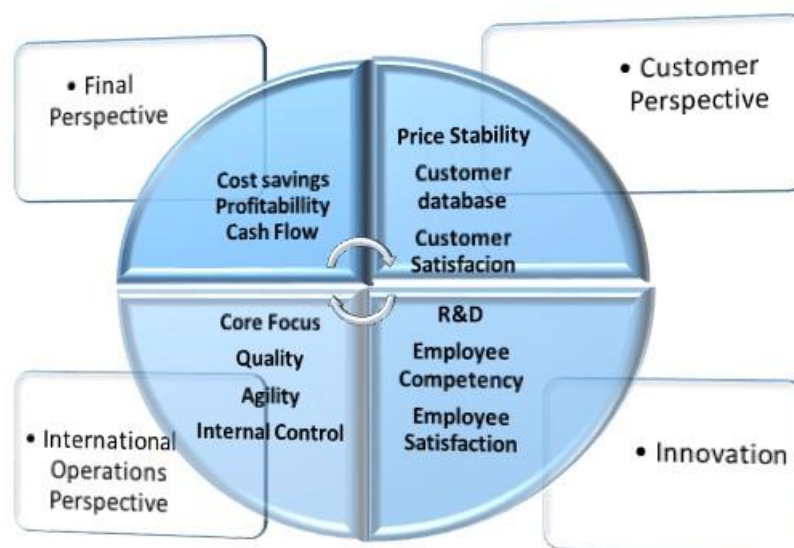 • Final
Perspective
• Customer
Perspective
Cost savings
Profitabillity
Cash Flow
Price Stability
Customer
database
Customer
Satisfacion
Core Focus
Quality
Agility
Internal Control
R&D
Employee
Competency
Employee
Satisfaction
• International
Operations
Perspective
• Innovation